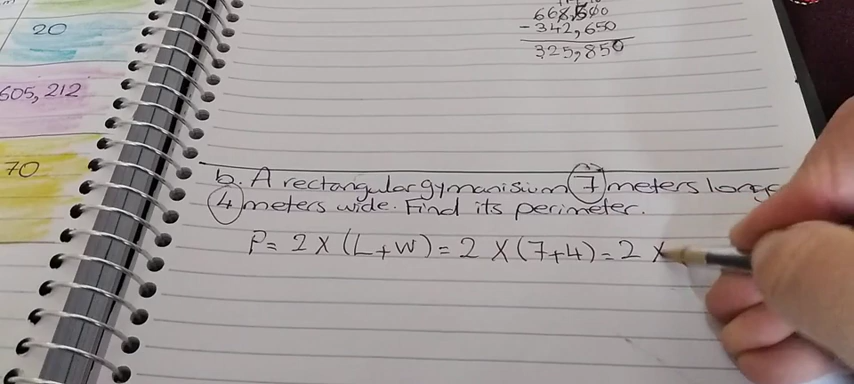 20
605,212
70
668,500
- 342,650
325,850
b. A rectangular gymanisium 7 meters long
4 meters wide. Find its perimeter.
P = 2 X (L+W) = 2 X (7+4) = 2 X